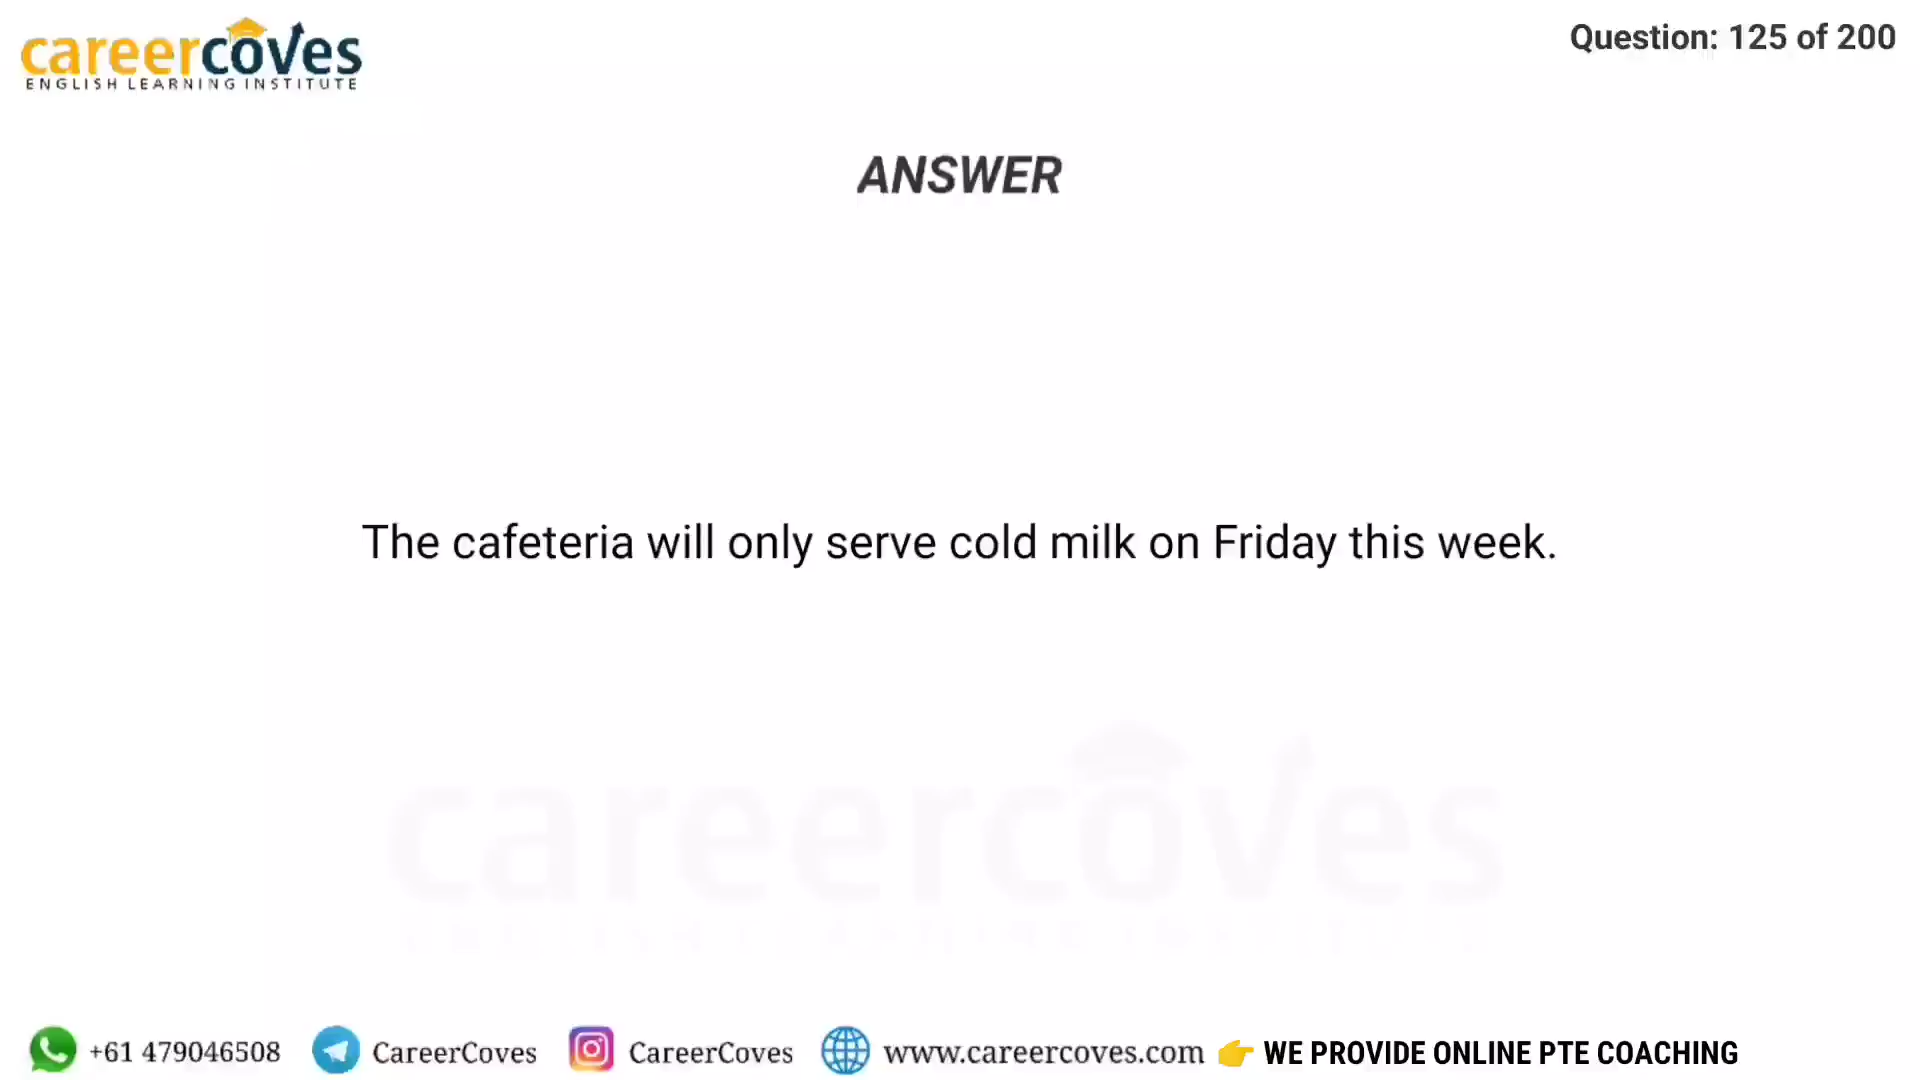 careercoves
ENGLISH LEARNING INSTITUTE
Question: 125 of 200
ANSWER
The cafeteria will only serve cold milk on Friday this week.
careercoves
+61 479046508 CareerCoves CareerCoves www.careercoves.com 👉 WE PROVIDE ONLINE PTE COACHING